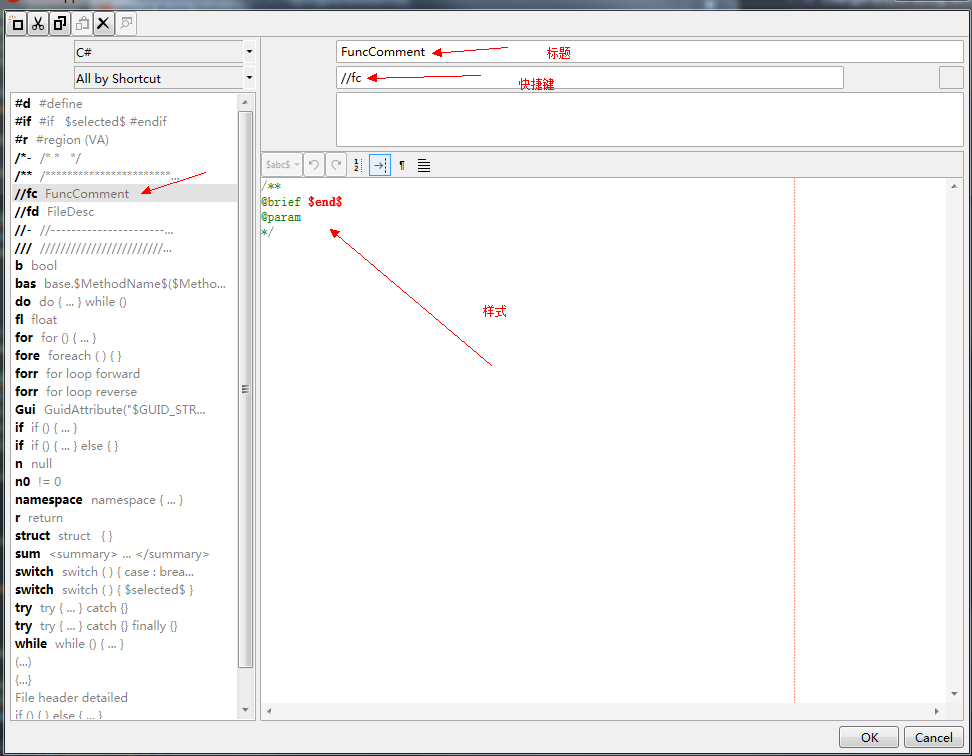 C#
FuncComment
标题
All by Shortcut
//fc
快捷键
#d #define
#if #if $selected$ #endif
#r #region (VA)
/*- /* * */
/** /***********************...
//fc FuncComment
//fd FileDesc
//- //----------------------...
/// ////////////////////////...
b bool
bas base.$MethodName$($Metho...
do do { ... } while ()
fl float
for for () { ... }
fore foreach ( ) { }
forr for loop forward
forr for loop reverse
Gui GuidAttribute("$GUID_STR...
if if () { ... }
if if () { ... } else { }
n null
n0 != 0
namespace namespace { ... }
r return
struct struct { }
sum <summary> ... </summary>
switch switch ( ) { case : brea...
switch switch ( ) { $selected$ }
try try { ... } catch {}
try try { ... } catch {} finally {}
while while () { ... }
(...)
{...}
File header detailed
if () { } else { ... }
$abc$
/**
@brief $end$
@param
*/
样式
OK
Cancel